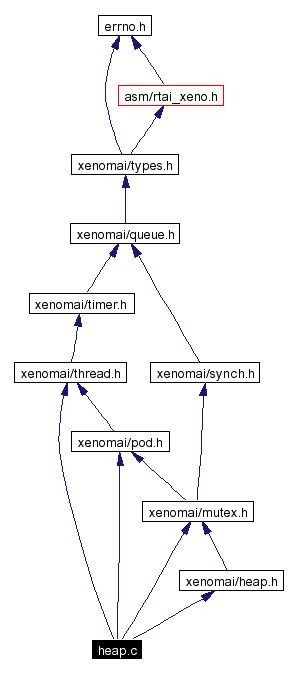 errno.h
asm/rtai_xeno.h
xenomai/types.h
xenomai/queue.h
xenomai/timer.h
xenomai/thread.h
xenomai/synch.h
xenomai/pod.h
xenomai/mutex.h
xenomai/heap.h
heap.c